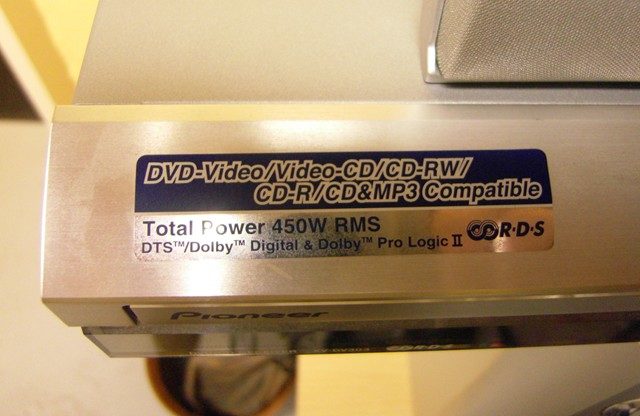 DVD-Video/Video-CD/CD-RW/
CD-R/CD&MP3 Compatible
Total Power 450W RMS
DTS™/Dolby™ Digital & Dolby™ Pro Logic II
R·D·S
Pioneer